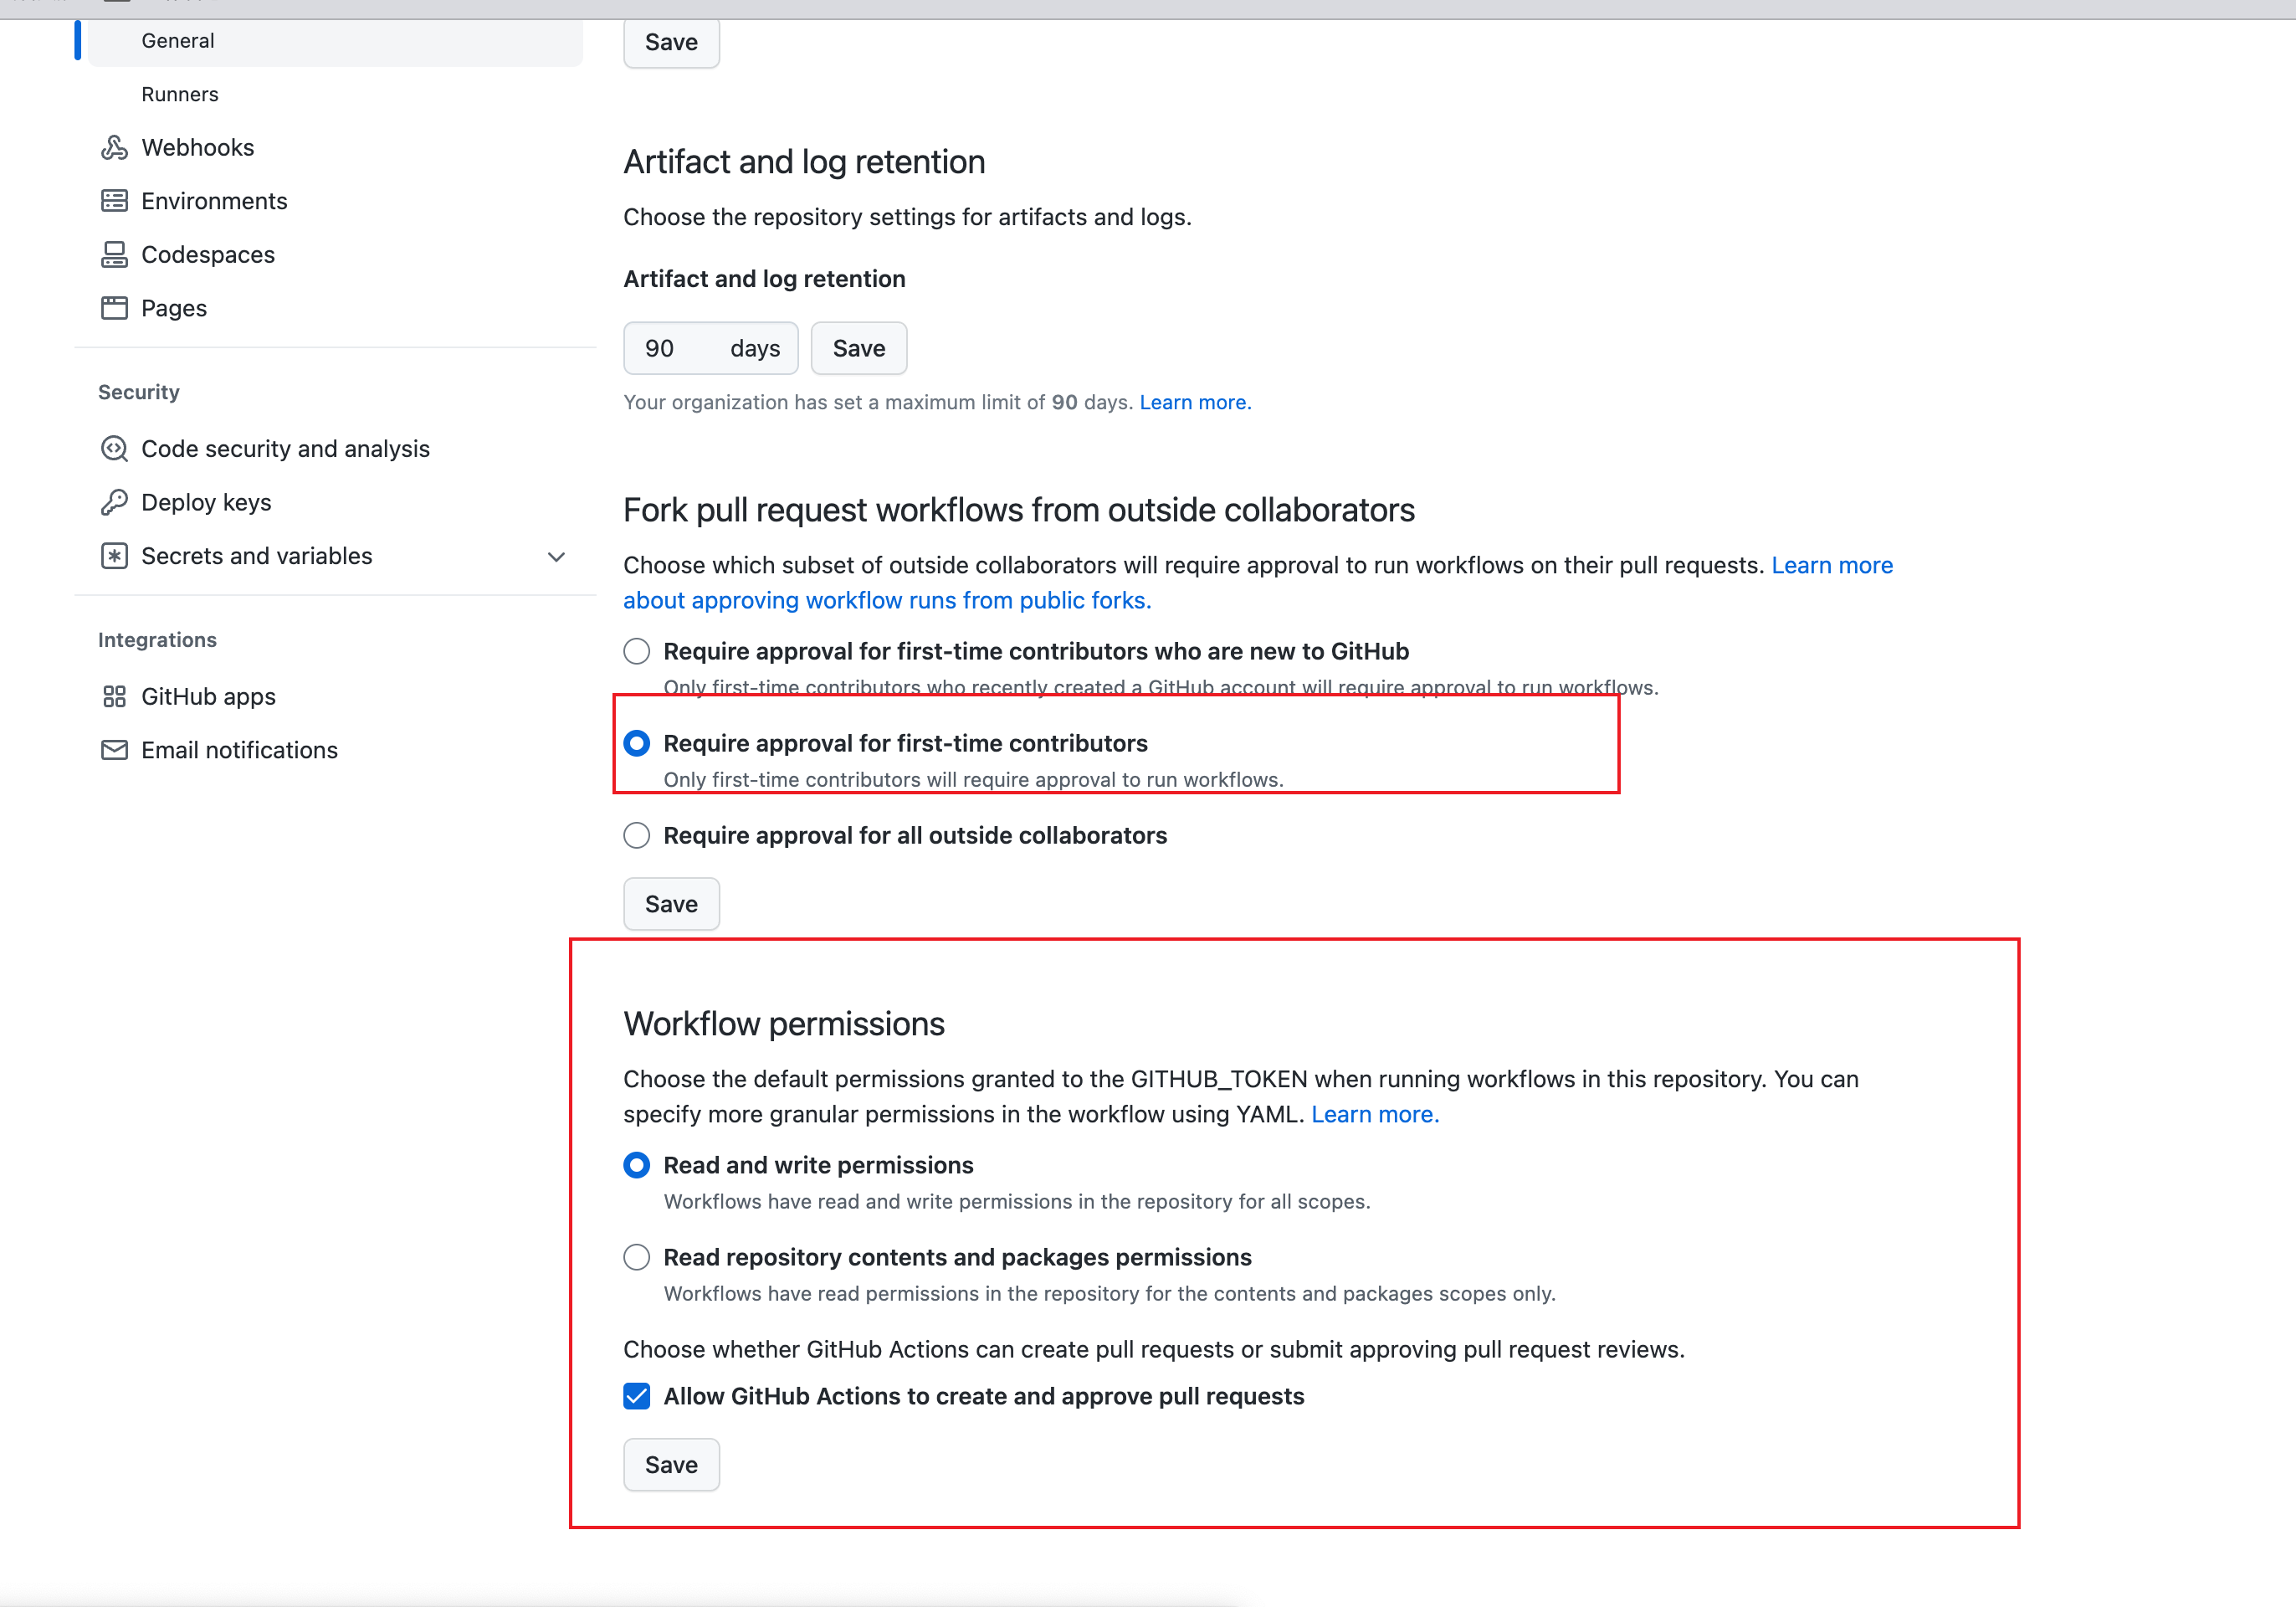 General
Runners
Webhooks
Environments
Codespaces
Pages
Security
Code security and analysis
Deploy keys
Secrets and variables
Integrations
GitHub apps
Email notifications
Save
Artifact and log retention
Choose the repository settings for artifacts and logs.
Artifact and log retention
90 days Save
Your organization has set a maximum limit of 90 days. Learn more.
Fork pull request workflows from outside collaborators
Choose which subset of outside collaborators will require approval to run workflows on their pull requests. Learn more
about approving workflow runs from public forks.
Require approval for first-time contributors who are new to GitHub
Only first-time contributors who recently created a GitHub account will require approval to run workflows.
Require approval for first-time contributors
Only first-time contributors will require approval to run workflows.
Require approval for all outside collaborators
Save
Workflow permissions
Choose the default permissions granted to the GITHUB_TOKEN when running workflows in this repository. You can
specify more granular permissions in the workflow using YAML. Learn more.
Read and write permissions
Workflows have read and write permissions in the repository for all scopes.
Read repository contents and packages permissions
Workflows have read permissions in the repository for the contents and packages scopes only.
Choose whether GitHub Actions can create pull requests or submit approving pull request reviews.
Allow GitHub Actions to create and approve pull requests
Save